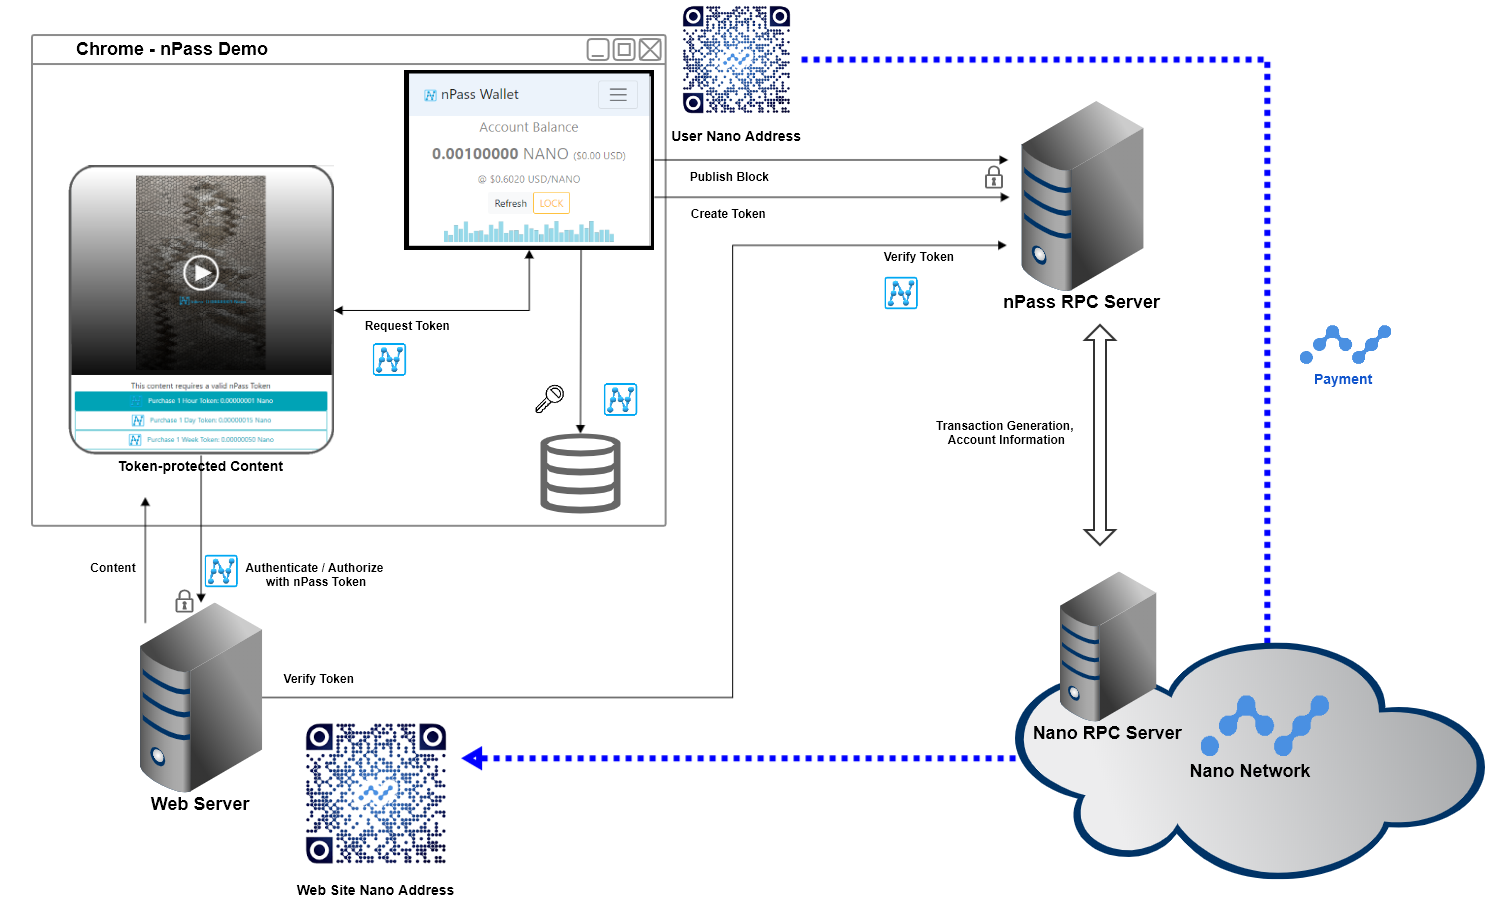 Chrome - nPass Demo
nPass Wallet
Account Balance
0.00100000 NANO ($0.00 USD)
@ $0.6020 USD/NANO
Refresh
LOCK
User Nano Address
Publish Block
Create Token
Verify Token
nPass RPC Server
Request Token
This content requires a valid nPass Token
Purchase 1 Hour Token: 0.00000001 Nano
Purchase 1 Day Token: 0.00000015 Nano
Purchase 1 Week Token: 0.00000050 Nano
Token-protected Content
Payment
Transaction Generation,
Account Information
Content
Authenticate / Authorize
with nPass Token
Verify Token
Web Server
Web Site Nano Address
Nano RPC Server
Nano Network